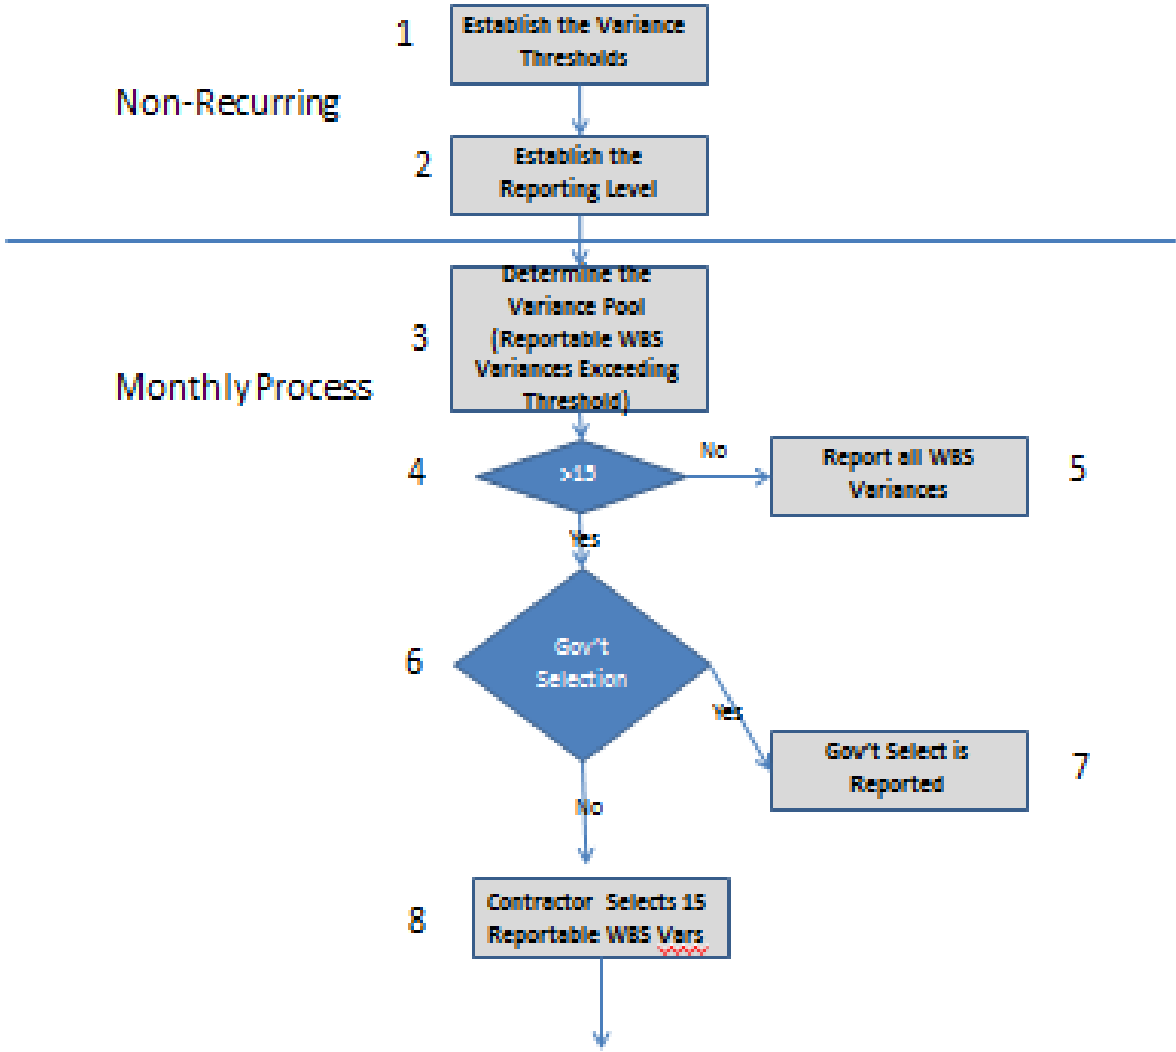 1
Establish the Variance
Thresholds
Non-Recurring
2
Establish the
Reporting Level
Determine the
Variance Pool
(Reportable WBS
Variances Exceeding
Threshold)
3
Monthly Process
4
>15
No
Report all WBS
Variances
5
Yes
6
Gov't
Selection
Yes
Gov't Select is
Reported
7
No
8
Contractor Selects 15
Reportable WBS Vars